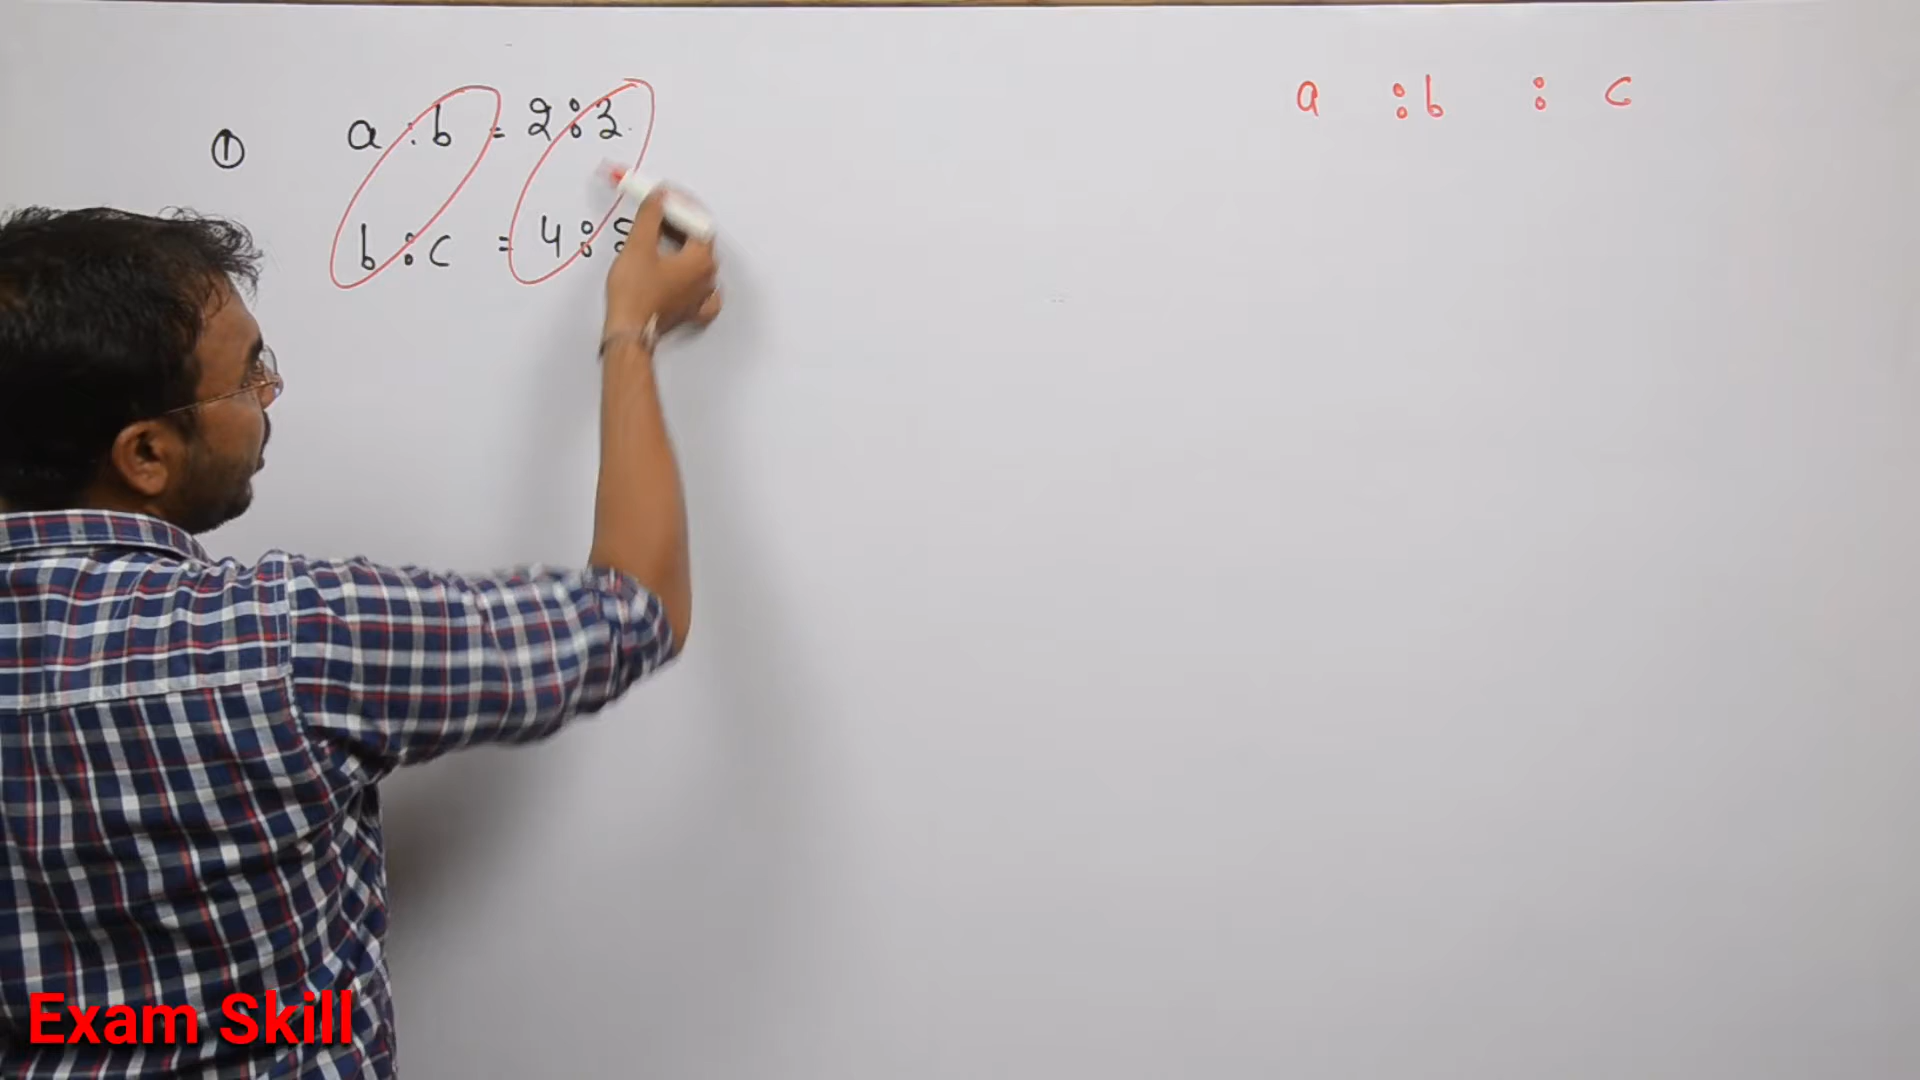 ① a : b = 2 : 3
a : b : c
b : c = 4 :
Exam Skill